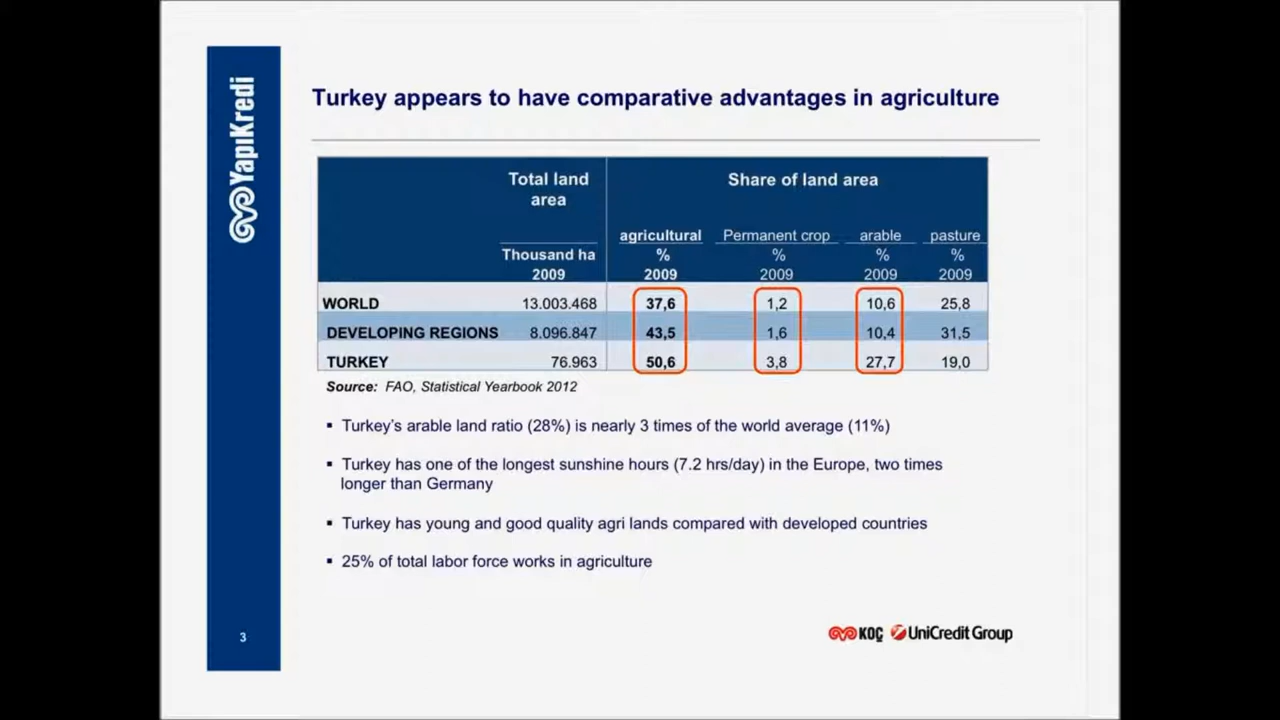 YapıKredi
Turkey appears to have comparative advantages in agriculture
Total land area
Share of land area
agricultural Permanent crop arable pasture
Thousand ha % % % %
2009 2009 2009 2009 2009
WORLD 13.003.468 37,6 1,2 10,6 25,8
DEVELOPING REGIONS 8.096.847 43,5 1,6 10,4 31,5
TURKEY 76.963 50,6 3,8 27,7 19,0
Source: FAO, Statistical Yearbook 2012
▪ Turkey's arable land ratio (28%) is nearly 3 times of the world average (11%)
▪ Turkey has one of the longest sunshine hours (7.2 hrs/day) in the Europe, two times
longer than Germany
▪ Turkey has young and good quality agri lands compared with developed countries
▪ 25% of total labor force works in agriculture
3
KOÇ UniCredit Group